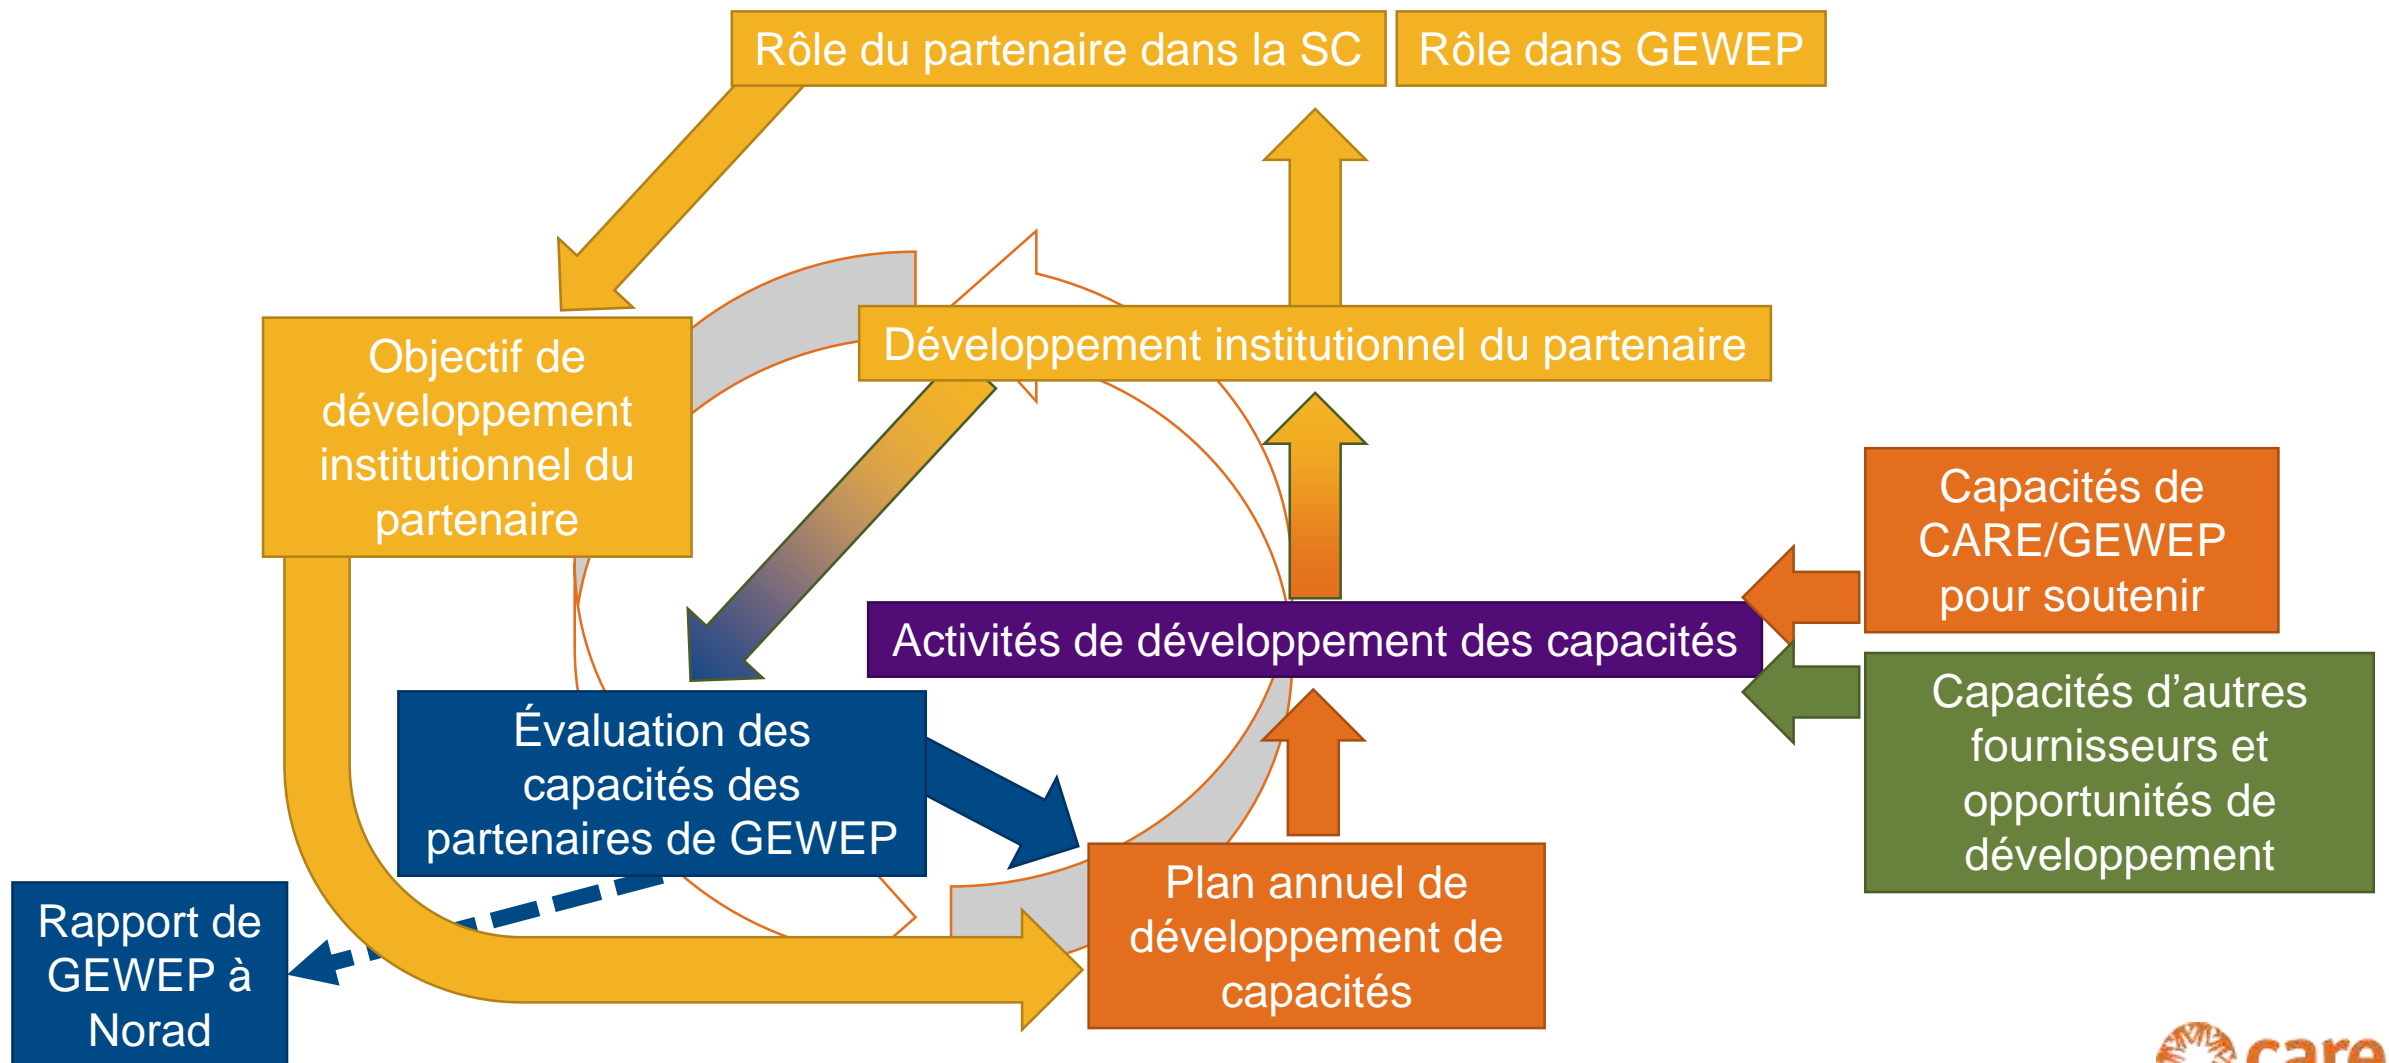 Rôle du partenaire dans la SC
Rôle dans GEWEP
Développement institutionnel du partenaire
Objectif de
développement
institutionnel du
partenaire
Capacités de
CARE/GEWEP
pour soutenir
Activités de développement des capacités
Capacités d’autres
fournisseurs et
opportunités de
développement
Évaluation des
capacités des
partenaires de GEWEP
Plan annuel de
développement de
capacités
Rapport de
GEWEP à
Norad
care